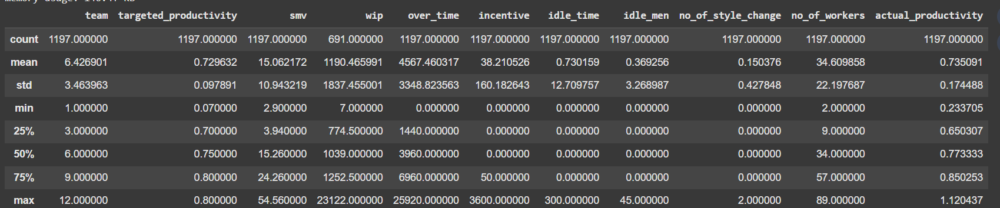 team targeted_productivity smv wip over_time incentive idle_time idle_men no_of_style_change no_of_workers actual_productivity
count 1197.000000 1197.000000 1197.000000 691.000000 1197.000000 1197.000000 1197.000000 1197.000000 1197.000000 1197.000000 1197.000000
mean 6.426901 0.729632 15.062172 1190.465991 4567.460317 38.210526 0.730159 0.369256 0.150376 34.609858 0.735091
std 3.463963 0.097891 10.943219 1837.455001 3348.823563 160.182643 12.709757 3.268987 0.427848 22.197687 0.174488
min 1.000000 0.070000 2.900000 7.000000 0.000000 0.000000 0.000000 0.000000 0.000000 2.000000 0.233705
25% 3.000000 0.700000 3.940000 774.500000 1440.000000 0.000000 0.000000 0.000000 0.000000 9.000000 0.650307
50% 6.000000 0.750000 15.260000 1039.000000 3960.000000 0.000000 0.000000 0.000000 0.000000 34.000000 0.773333
75% 9.000000 0.800000 24.260000 1252.500000 6960.000000 50.000000 0.000000 0.000000 0.000000 57.000000 0.850253
max 12.000000 0.800000 54.560000 23122.000000 25920.000000 3600.000000 300.000000 45.000000 2.000000 89.000000 1.120437